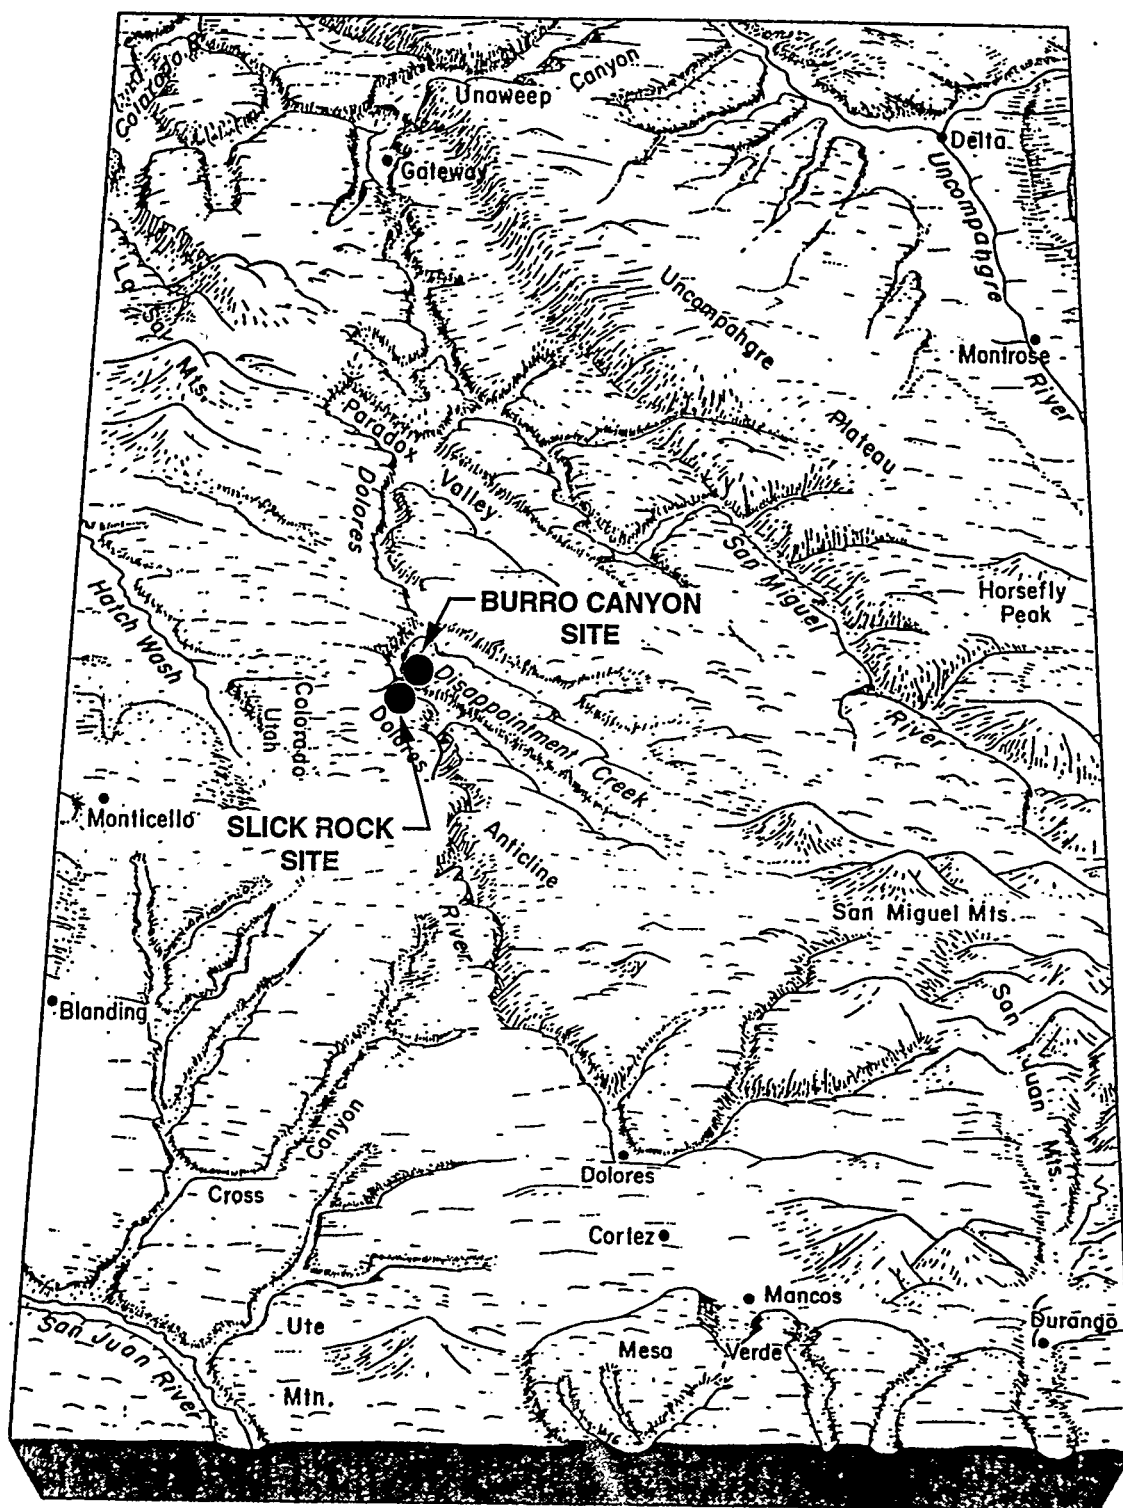 Colorado R.
Unaweep Canyon
Gateway
Delta
Uncompahgre River
Montrose
La Sal Mts.
Uncompahgre Plateau
Paradox Valley
Dolores
San Miguel River
Horsefly
Peak
Hatch Wash
BURRO CANYON
SITE
Disappointment Creek
Colorado
Utah
Dolores
Monticello
SLICK ROCK
SITE
Anticline
River
San Miguel Mts.
Blanding
San Juan Mts.
Canyon
Cross
Dolores
Cortez
Mancos
San Juan River
Ute
Mtn.
Mesa Verde
Durango